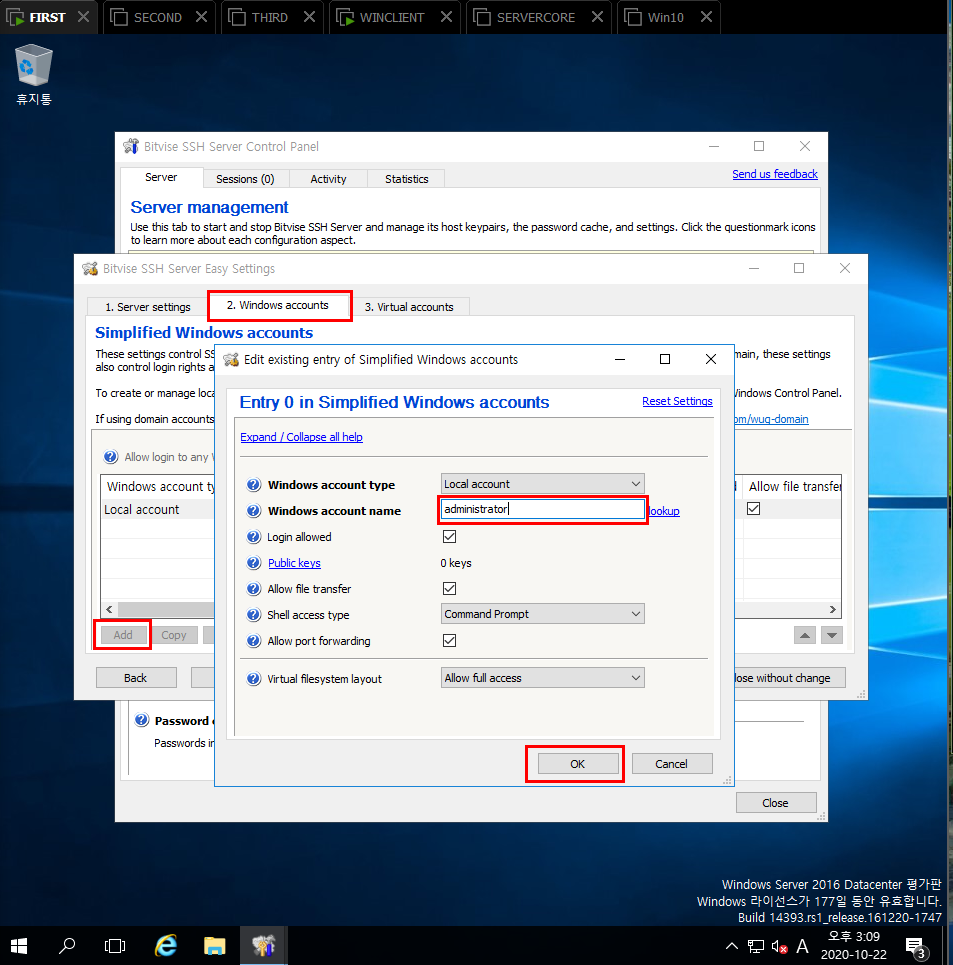 FIRST
SECOND
THIRD
WINCLIENT
SERVERCORE
Win10
휴지통
Bitvise SSH Server Control Panel
Server
Sessions (0)
Activity
Statistics
Send us feedback
Server management
Use this tab to start and stop Bitvise SSH Server and manage its host keypairs, the password cache, and settings. Click the questionmark icons
to learn more about each configuration aspect.
Bitvise SSH Server Easy Settings
1. Server settings
2. Windows accounts
3. Virtual accounts
Simplified Windows accounts
These settings control SS
main, these settings
also control login rights a
To create or manage loca
Windows Control Panel.
If using domain accounts
om/wug-domain
Allow login to any
Windows account ty
Allow file transfer
Local account
Add
Copy
Back
lose without change
Edit existing entry of Simplified Windows accounts
Entry 0 in Simplified Windows accounts
Reset Settings
Expand / Collapse all help
Windows account type
Local account
Windows account name
administrator
lookup
Login allowed
Public keys
0 keys
Allow file transfer
Shell access type
Command Prompt
Allow port forwarding
Virtual filesystem layout
Allow full access
OK
Cancel
Password
Passwords in
Close
Windows Server 2016 Datacenter 평가판
Windows 라이선스가 177일 동안 유효합니다.
Build 14393.rs1_release.161220-1747
A
오후 3:09
2020-10-22
3